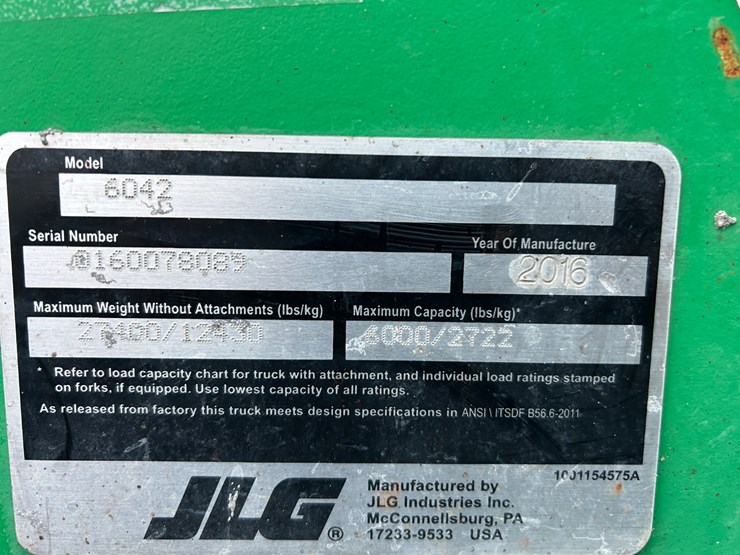 Model
6042
Serial Number
Year Of Manufacture
0160078089
2016
Maximum Weight Without Attachments (lbs/kg)
Maximum Capacity (lbs/kg)*
27400/12430
6000/2722
* Refer to load capacity chart for truck with attachment, and individual load ratings stamped
on forks, if equipped. Use lowest capacity of all ratings.
As released from factory this truck meets design specifications in ANSI \ ITSDF B56.6-2011
1001154575A
JLG®
Manufactured by
JLG Industries Inc.
McConnellsburg, PA
17233-9533 USA